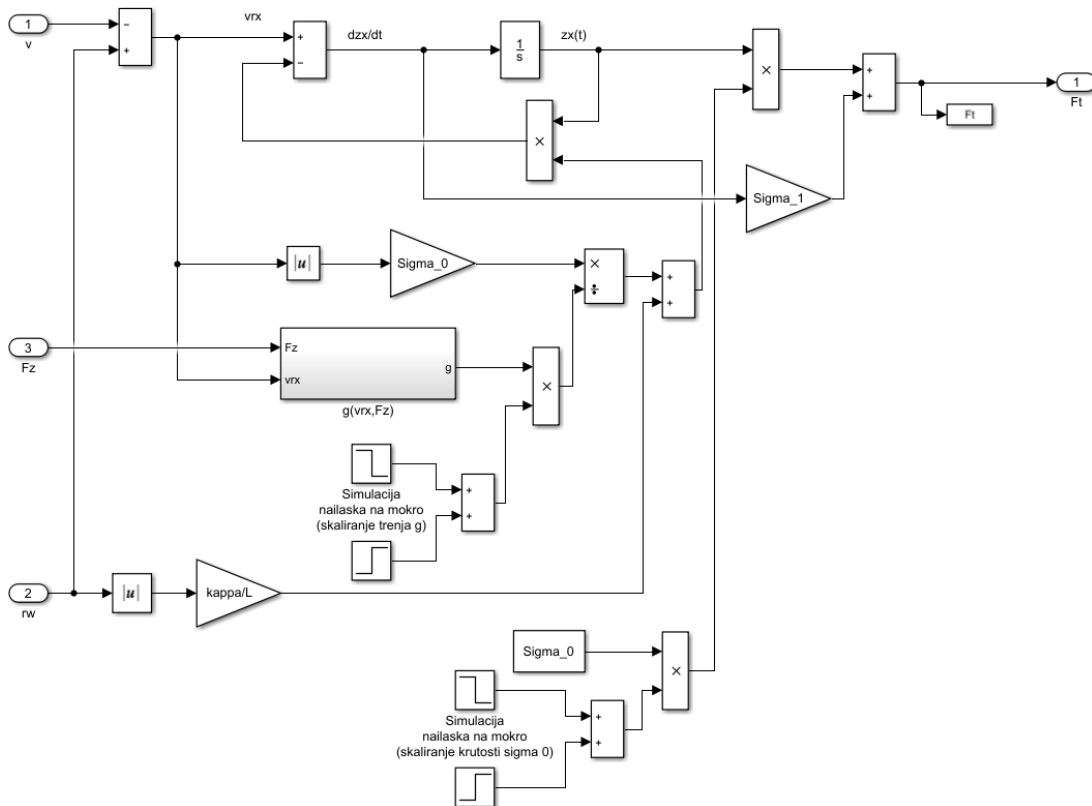 1
v
vrx
dzx/dt
1
s
zx(t)
×
×
Ft
1
Ft
Sigma_1
|u|
Sigma_0
×
÷
3
Fz
Fz
vrx
g
g(vrx,Fz)
×
Simulacija
nailaska na mokro
(skaliranje trenja g)
2
rw
|u|
kappa/L
Sigma_0
×
Simulacija
nailaska na mokro
(skaliranje krutosti sigma 0)